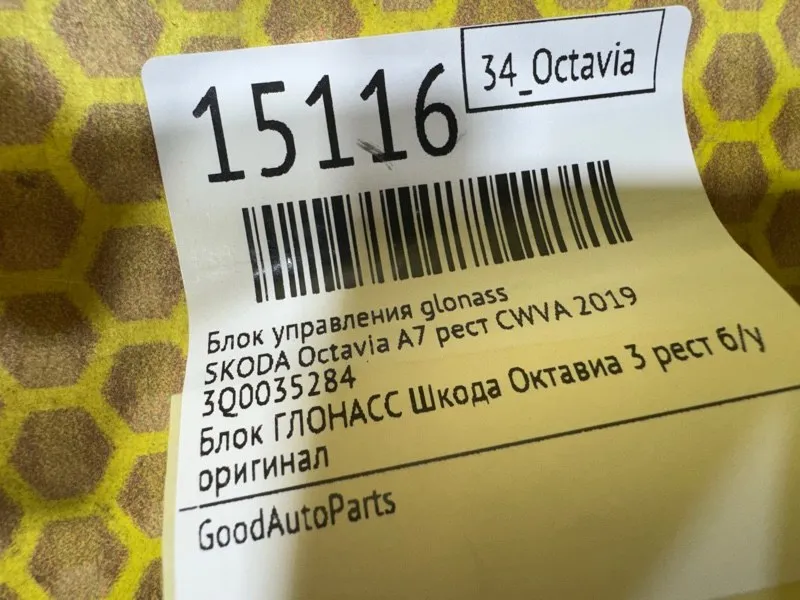 34_Octavia
15116
Блок управления glonass
SKODA Octavia A7 рест CWVA 2019
3Q0035284
Блок ГЛОНАСС Шкода Октавиа 3 рест б/у
оригинал
GoodAutoParts